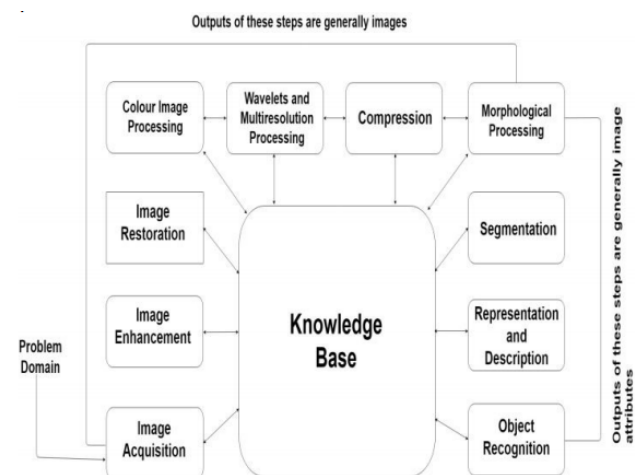 Outputs of these steps are generally images
Colour Image
Processing
Wavelets and
Multiresolution
Processing
Compression
Morphological
Processing
Image
Restoration
Segmentation
Image
Enhancement
Knowledge
Base
Representation
and
Description
Problem
Domain
Image
Acquisition
Object
Recognition
Outputs of these steps are generally image
attributes